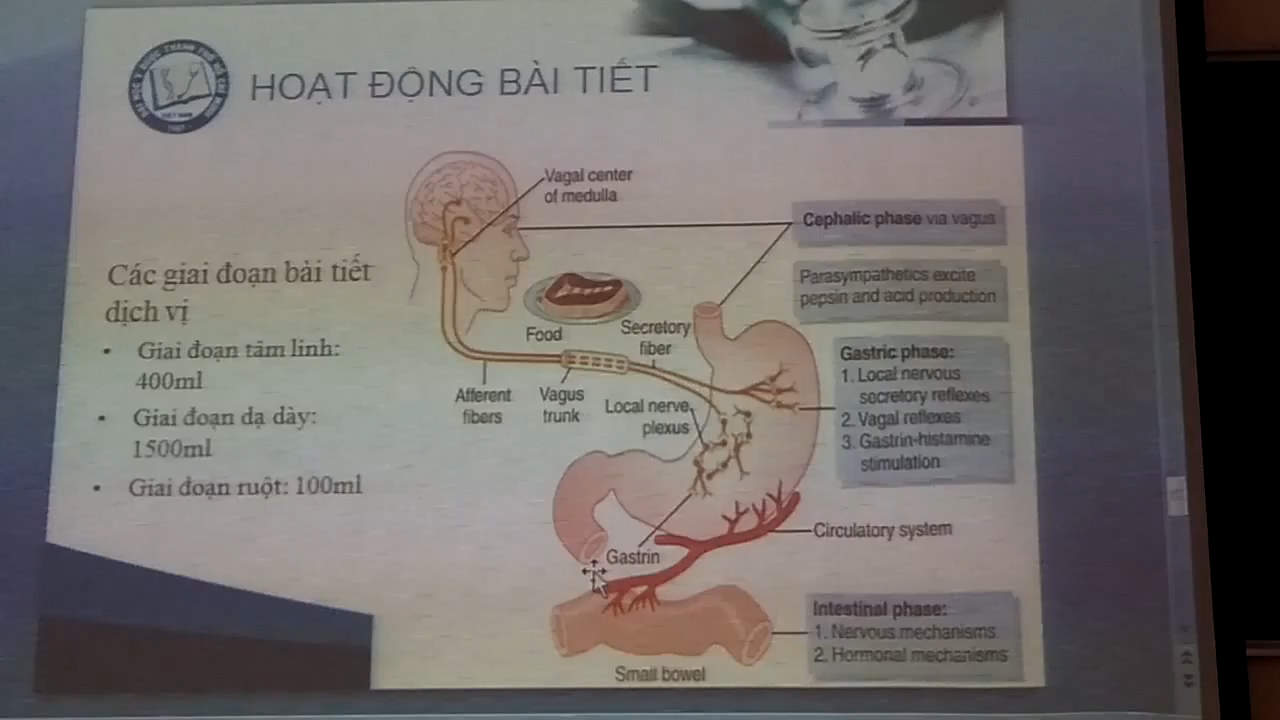 HOẠT ĐỘNG BÀI TIẾT
Các giai đoạn bài tiết
dịch vị
• Giai đoạn tâm linh:
400ml
• Giai đoạn dạ dày:
1500ml
• Giai đoạn ruột: 100ml
Vagal center
of medulla
Cephalic phase via vagus
Parasympathetics excite
pepsin and acid production
Food
Secretory
fiber
Gastric phase:
1. Local nervous
secretory reflexes
2. Vagal reflexes
3. Gastrin-histamine
stimulation
Afferent
fibers
Vagus
trunk
Local nerve
plexus
Gastrin
Circulatory system
Intestinal phase:
1. Nervous mechanisms
2. Hormonal mechanisms
Small bowel